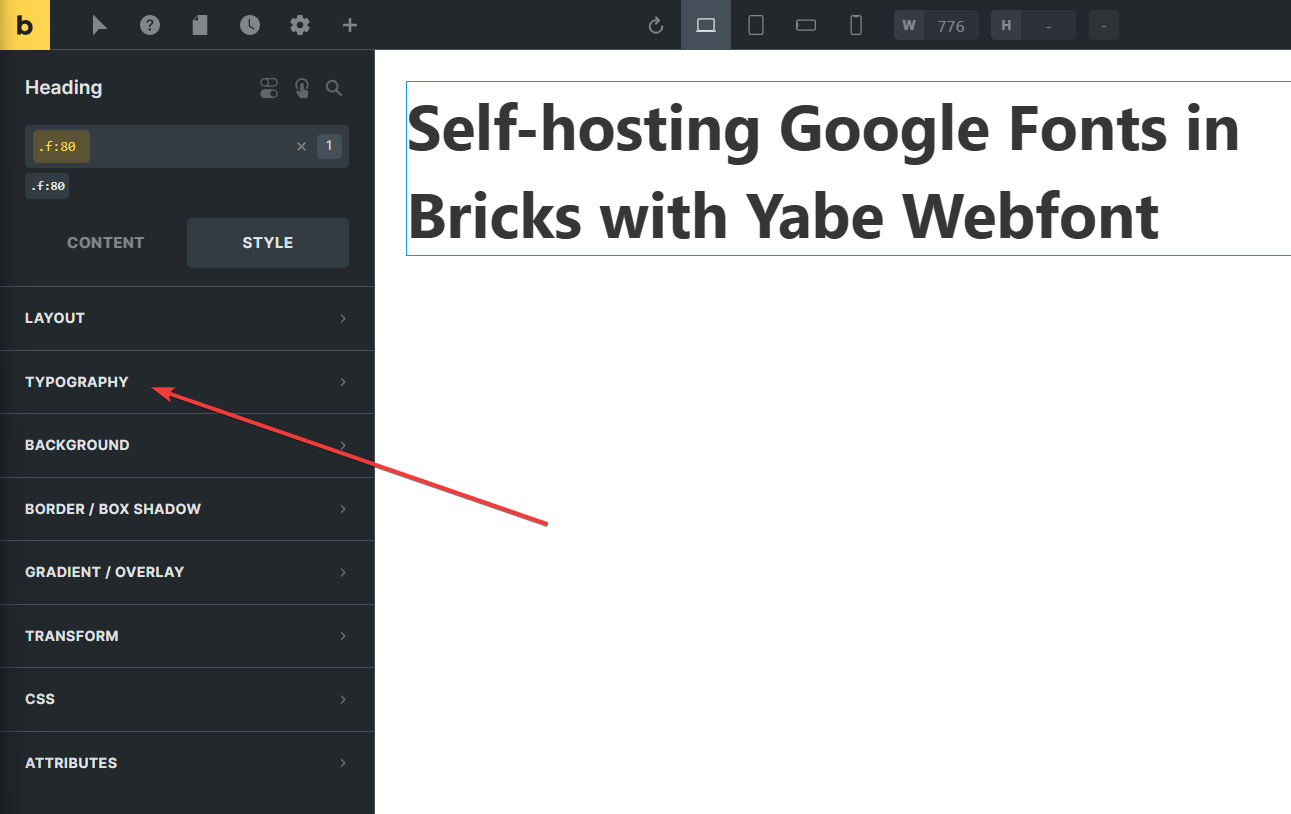 b
W 776 H - -
Heading
.f:80 × 1
.f:80
CONTENT STYLE
LAYOUT
TYPOGRAPHY
BACKGROUND
BORDER / BOX SHADOW
GRADIENT / OVERLAY
TRANSFORM
CSS
ATTRIBUTES
Self-hosting Google Fonts in
Bricks with Yabe Webfont